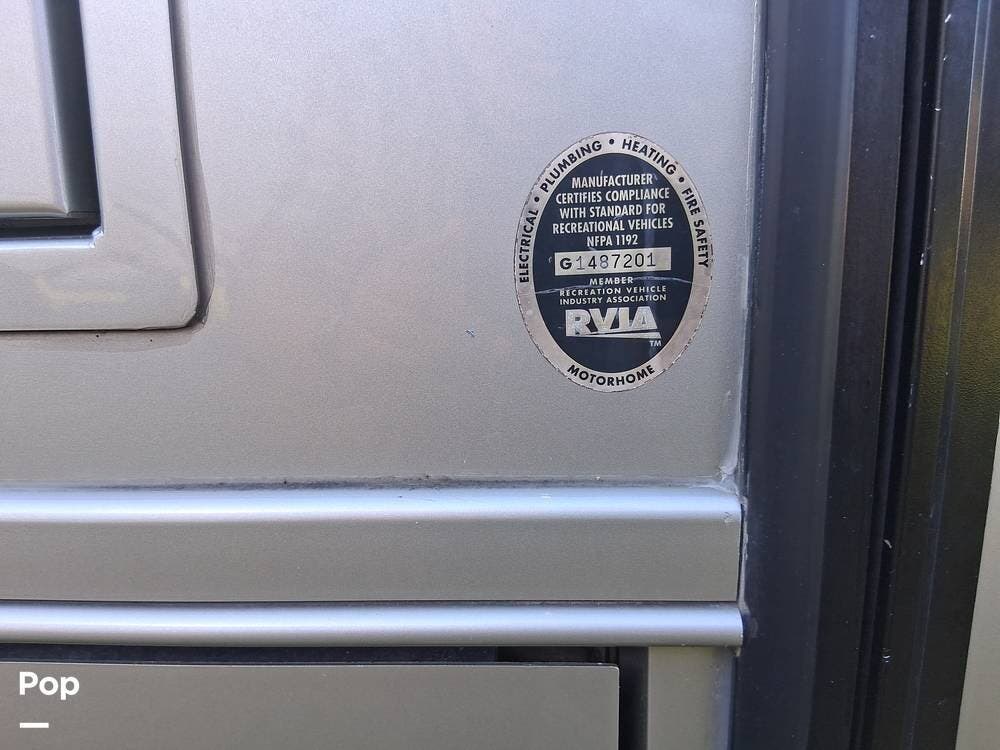 ELECTRICAL • PLUMBING • HEATING • FIRE SAFETY
MANUFACTURER
CERTIFIES COMPLIANCE
WITH STANDARD FOR
RECREATIONAL VEHICLES
NFPA 1192
G1487201
MEMBER
RECREATION VEHICLE
INDUSTRY ASSOCIATION
RVIA
TM
MOTORHOME
Pop